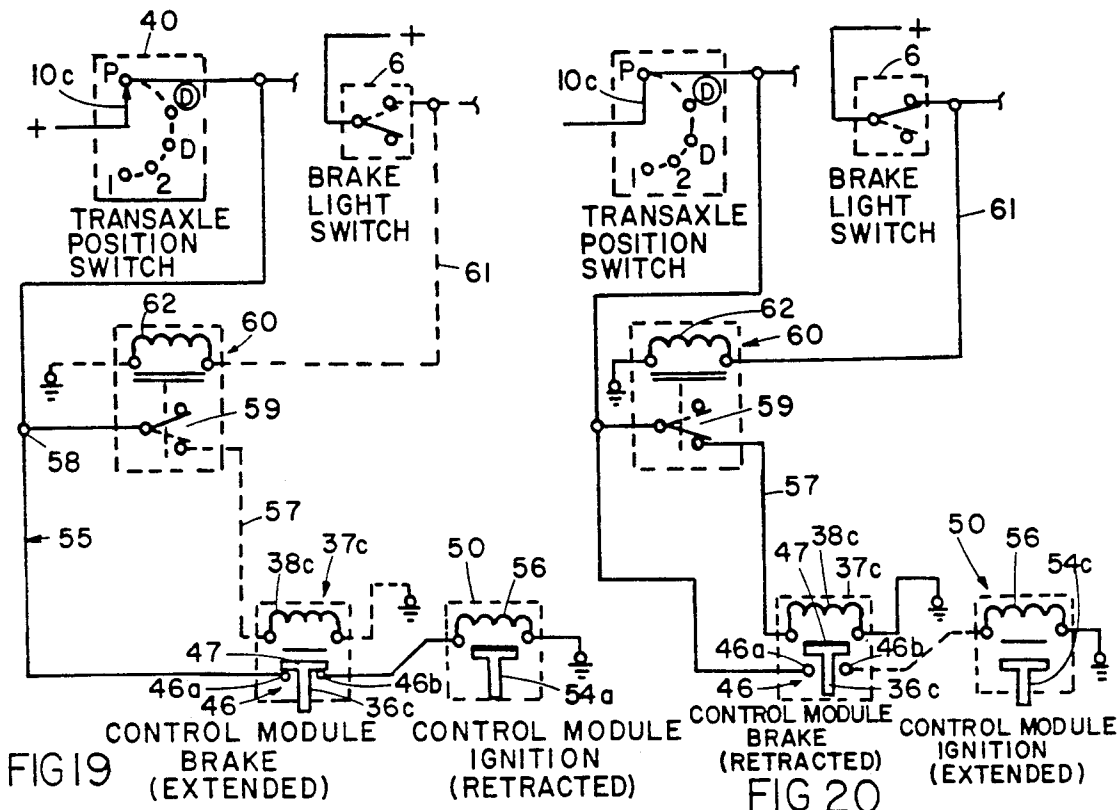 40
P
10c
+
D
D
2
1
TRANSAXLE
POSITION
SWITCH
+
6
BRAKE
LIGHT
SWITCH
61
62
60
59
58
57
55
38c
37c
50
56
47
46a
46
46b
36c
54a
CONTROL MODULE
BRAKE
(EXTENDED)
CONTROL MODULE
IGNITION
(RETRACTED)
FIG 19
P
10c
D
D
2
1
TRANSAXLE
POSITION
SWITCH
+
6
BRAKE
LIGHT
SWITCH
61
62
60
59
57
38c
47
37c
50
56
54c
46a
46b
46
36c
CONTROL MODULE
BRAKE
(RETRACTED)
CONTROL MODULE
IGNITION
(EXTENDED)
FIG 20